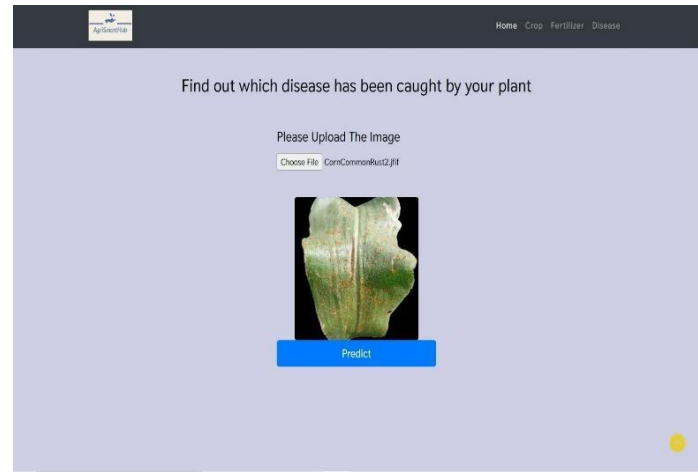 AgriSmartHub
Home Crop Fertilizer Disease
Find out which disease has been caught by your plant
Please Upload The Image
Choose File CornCommonRust2.jfif
Predict